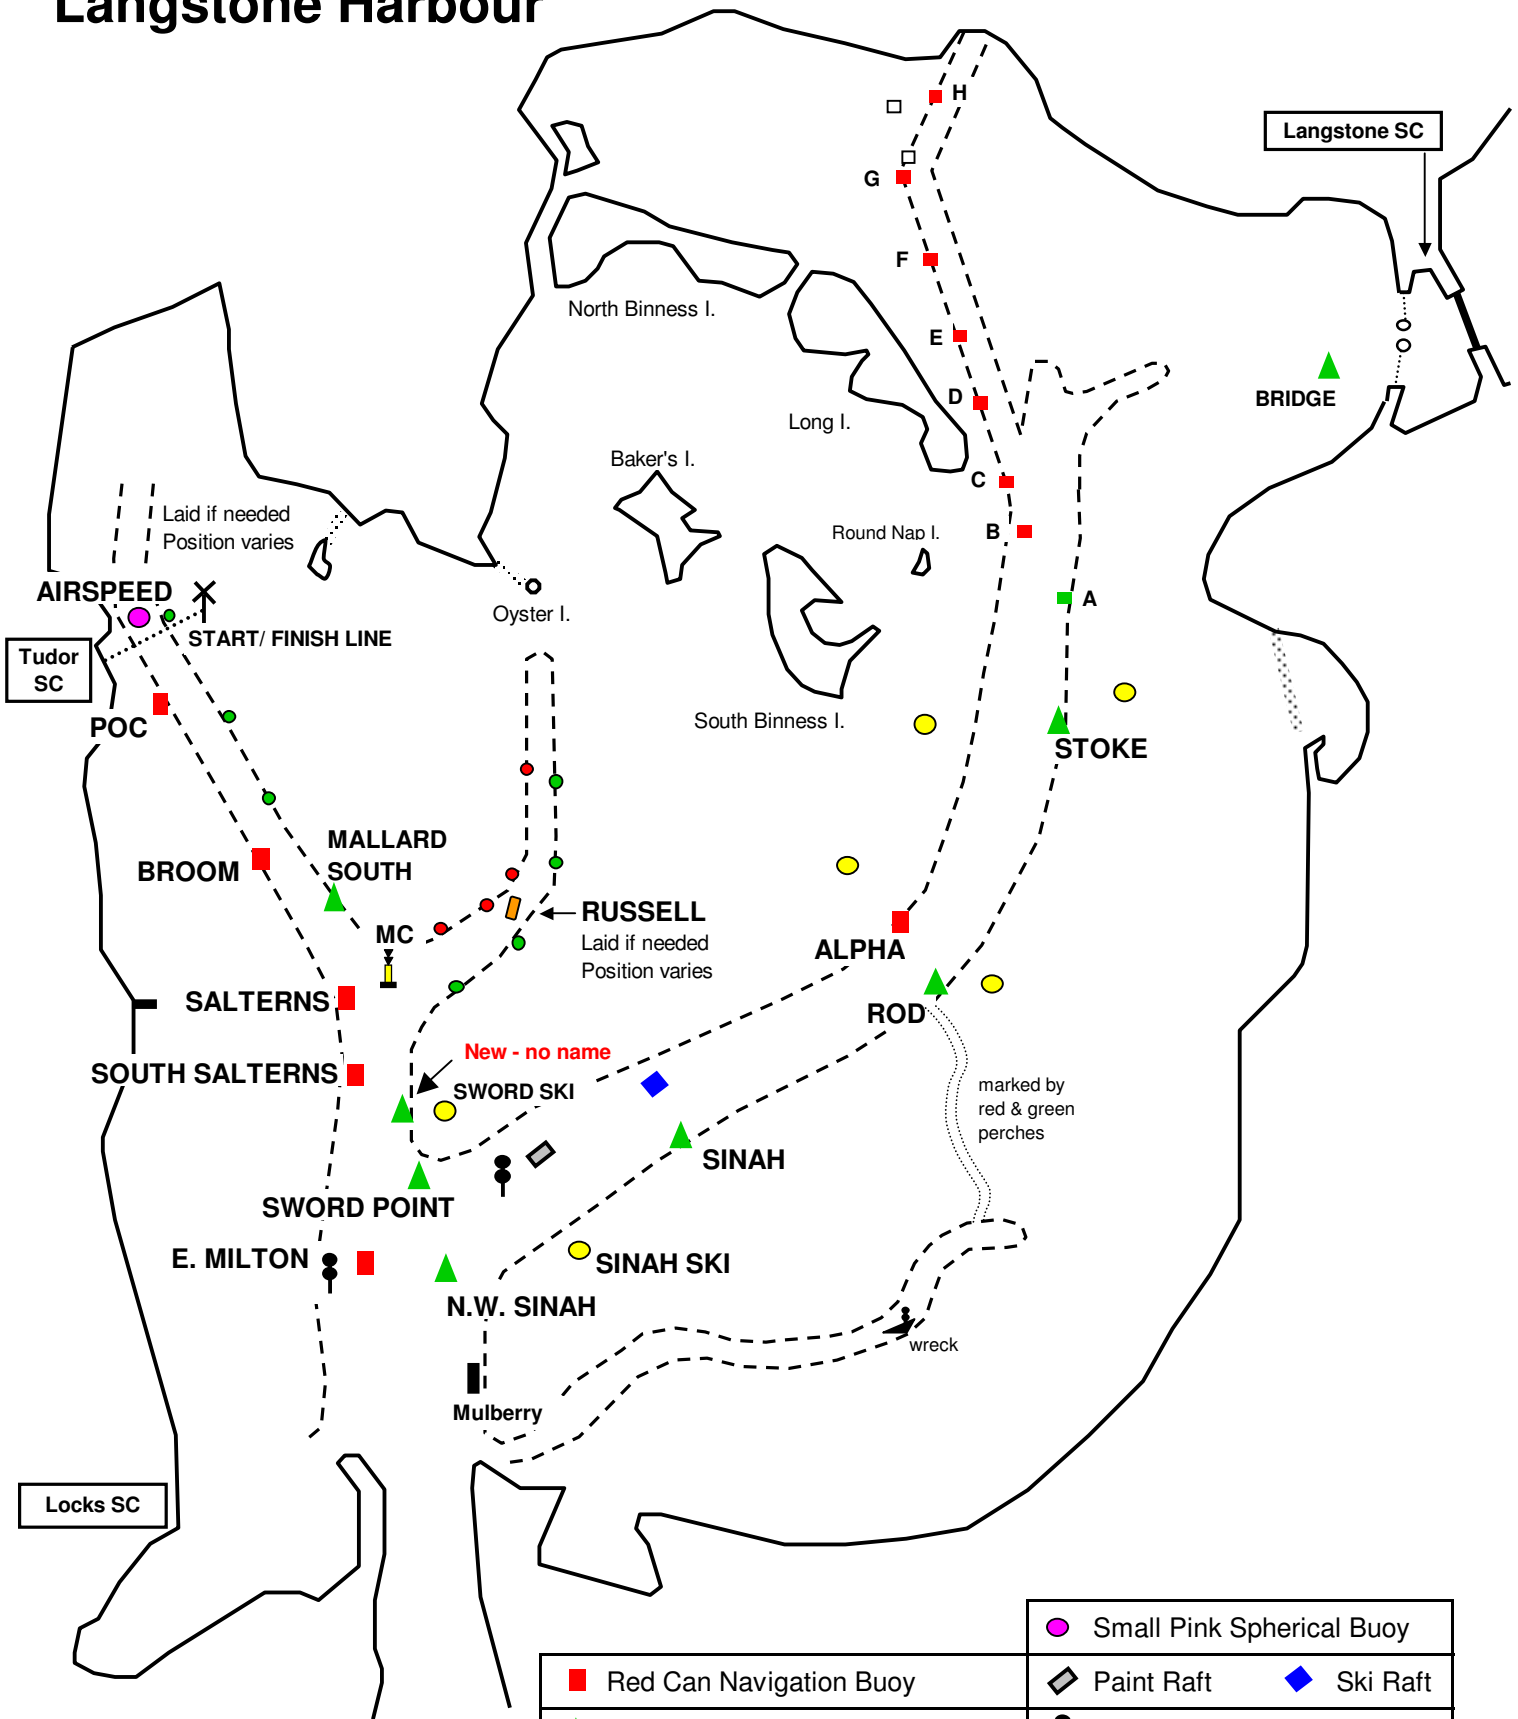 Langstone Harbour
H
Langstone SC
G
F
North Binness I.
E
BRIDGE
D
Long I.
Baker's I.
C
Laid if needed
Position varies
B
Round Nap I.
AIRSPEED
A
Oyster I.
START/ FINISH LINE
Tudor
SC
POC
South Binness I.
STOKE
MALLARD
SOUTH
BROOM
RUSSELL
Laid if needed
Position varies
MC
ALPHA
SALTERNS
ROD
New - no name
SOUTH SALTERNS
SWORD SKI
marked by
red & green
perches
SINAH
SWORD POINT
E. MILTON
SINAH SKI
N.W. SINAH
wreck
Mulberry
Locks SC
Small Pink Spherical Buoy
Red Can Navigation Buoy
Paint Raft
Ski Raft